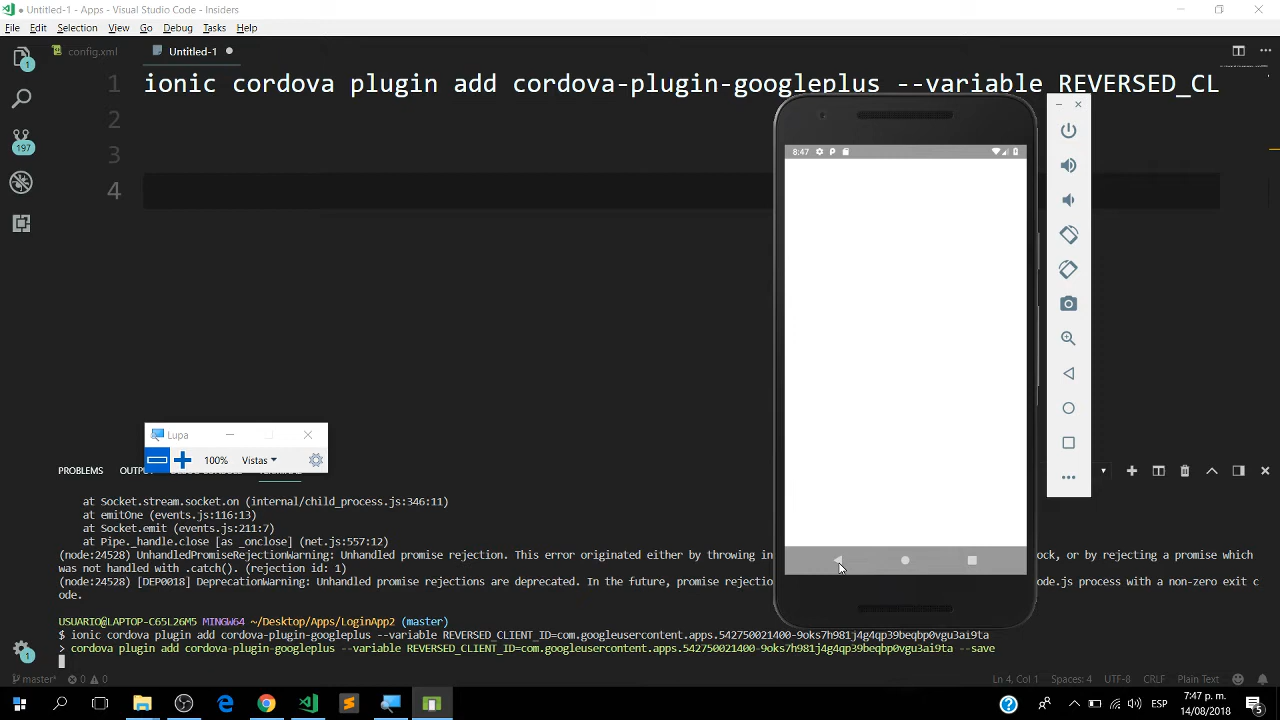 Untitled-1 - Apps - Visual Studio Code - Insiders
File Edit Selection View Go Debug Tasks Help
config.xml Untitled-1
1 ionic cordova plugin add cordova-plugin-googleplus --variable REVERSED_CL
2
3
4
8:47
Lupa
100% Vistas
PROBLEMS OUTP
at Socket.stream.socket.on (internal/child_process.js:346:11)
at emitOne (events.js:116:13)
at Socket.emit (events.js:211:7)
at Pipe._handle.close [as _onclose] (net.js:557:12)
(node:24528) UnhandledPromiseRejectionWarning: Unhandled promise rejection. This error originated either by throwing in ock, or by rejecting a promise which
was not handled with .catch(). (rejection id: 1)
(node:24528) [DEP0018] DeprecationWarning: Unhandled promise rejections are deprecated. In the future, promise rejectio ode.js process with a non-zero exit c
ode.
USUARIO@LAPTOP-C65L26M5 MINGW64 ~/Desktop/Apps/LoginApp2 (master)
$ ionic cordova plugin add cordova-plugin-googleplus --variable REVERSED_CLIENT_ID=com.googleusercontent.apps.542750021400-9oks7h981j4g4qp39beqbp0vgu3ai9ta
> cordova plugin add cordova-plugin-googleplus --variable REVERSED_CLIENT_ID=com.googleusercontent.apps.542750021400-9oks7h981j4g4qp39beqbp0vgu3ai9ta --save
master* 0 0 Ln 4, Col 1 Spaces: 4 UTF-8 CRLF Plain Text
ESP 7:47 p. m.
14/08/2018
1
197
1
5